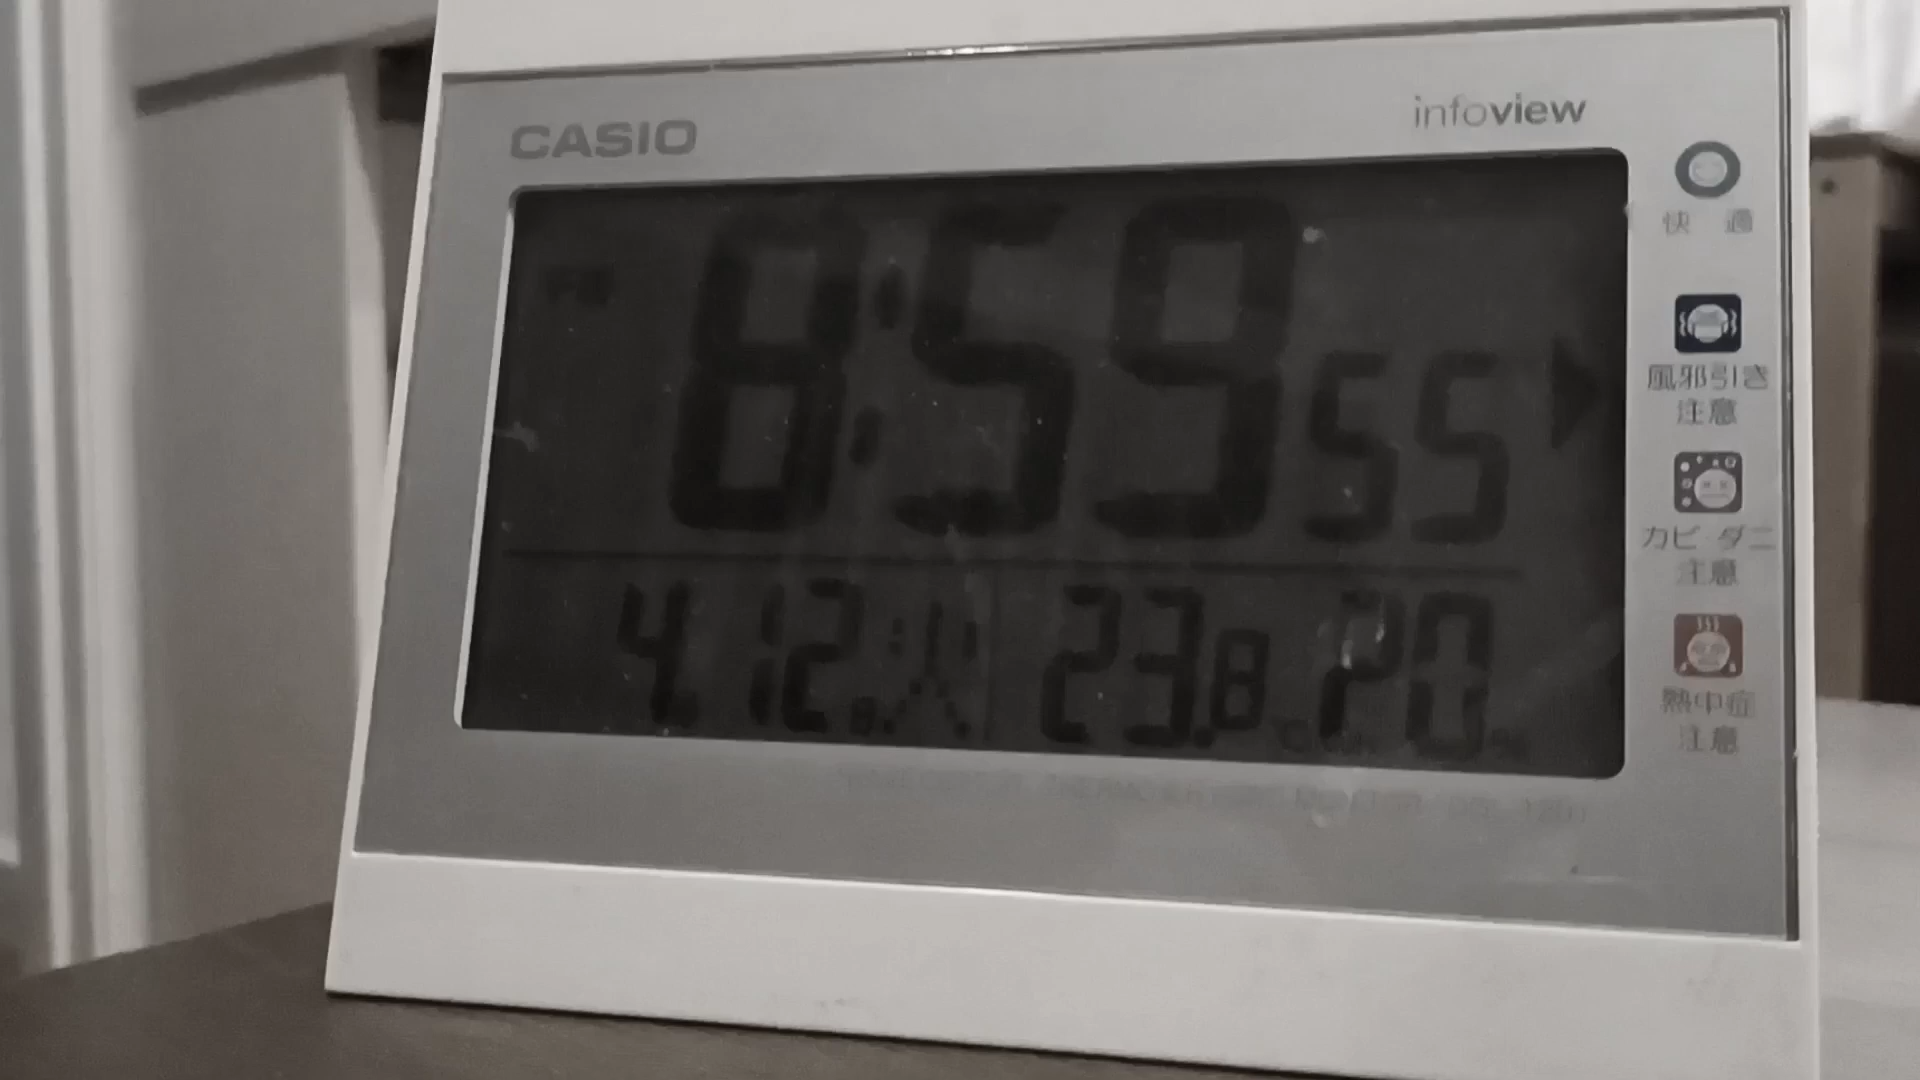 CASIO
infoview
8:59 55
4.12.火
23.8℃ 20%
快 適
風邪引き
注意
カビ・ダニ
注意
熱中症
注意